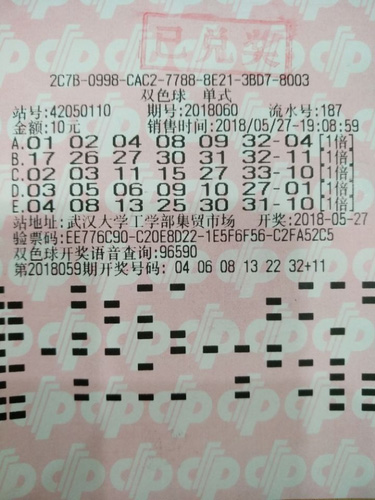 已兑奖
2C7B-0998-CAC2-7788-8E21-3BD7-8003
双色球 单式
站号:42050110 期号:2018060 流水号:187
金额:10元 销售时间:2018/05/27-19:08:59
A.01 02 04 08 09 32-04[1倍]
B.17 26 27 30 31 32-11[1倍]
C.02 03 11 15 27 33-10[1倍]
D.03 05 06 09 10 27-01[1倍]
E.04 08 13 25 30 31-10[1倍]
站地址:武汉大学工学部集贸市场 开奖:2018-05-27
验票码:EE776C90-C20E8D22-1E5F6F56-C2FA52C5
双色球开奖语音查询:96590
第2018059期开奖号码: 04 06 08 13 22 32+11